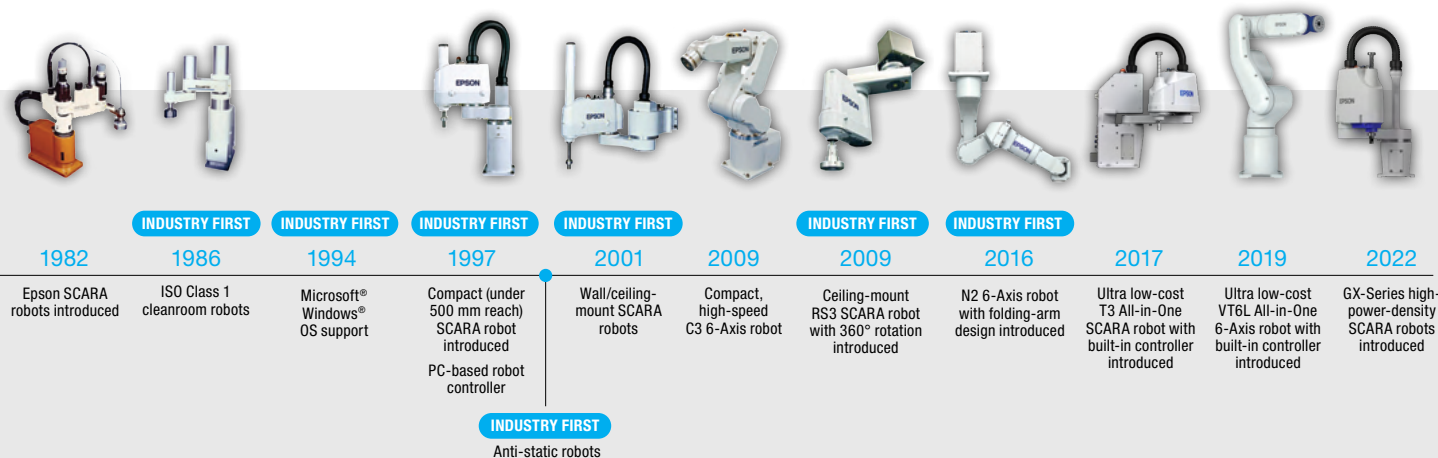 EPSON
EPSON
EPSON
EPSON
EPSON
EPSON
EPSON
EPSON
INDUSTRY FIRST
INDUSTRY FIRST
INDUSTRY FIRST
INDUSTRY FIRST
INDUSTRY FIRST
INDUSTRY FIRST
1982
1986
1994
1997
2001
2009
2009
2016
2017
2019
2022
Epson SCARA
robots introduced
ISO Class 1
cleanroom robots
Microsoft®
Windows®
OS support
Compact (under
500 mm reach)
SCARA robot
introduced
PC-based robot
controller
Wall/ceiling-
mount SCARA
robots
Compact,
high-speed
C3 6-Axis robot
Ceiling-mount
RS3 SCARA robot
with 360° rotation
introduced
N2 6-Axis robot
with folding-arm
design introduced
Ultra low-cost
T3 All-in-One
SCARA robot with
built-in controller
introduced
Ultra low-cost
VT6L All-in-One
6-Axis robot with
built-in controller
introduced
GX-Series high-
power-density
SCARA robots
introduced
INDUSTRY FIRST
Anti-static robots